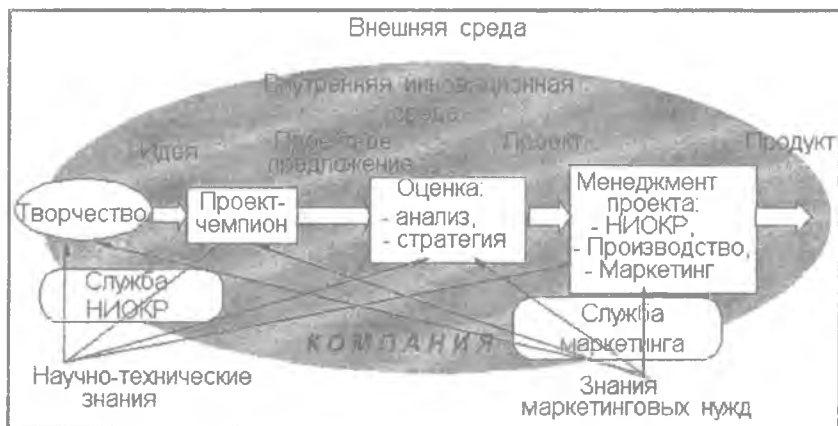 Внешняя среда
Внутренняя инновационная
среда
Идея
Проектное
предложение
Проект
Продукт
Творчество
Проект-
чемпион
Оценка:
- анализ,
- стратегия
Менеджмент
проекта:
- НИОКР,
- Производство,
- Маркетинг
Служба
НИОКР
Служба
маркетинга
КОМПАНИЯ
Научно-технические
знания
Знания
маркетинговых нужд